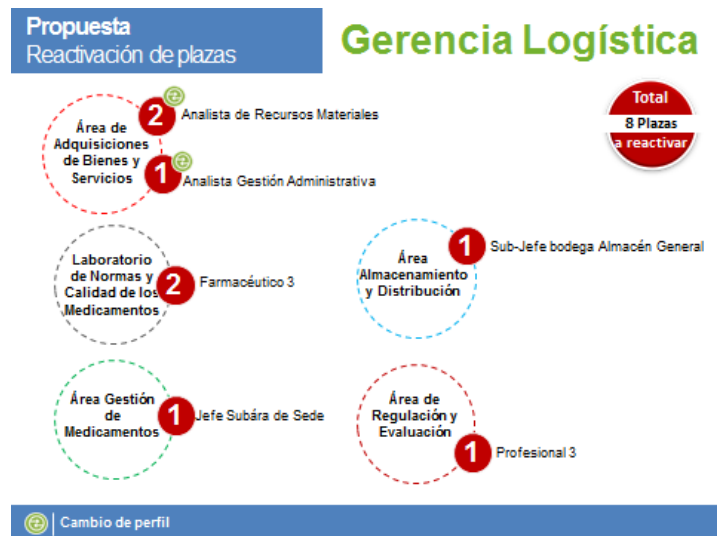 Propuesta
Reactivación de plazas
Gerencia Logística
Total
8 Plazas
a reactivar
Área de
Adquisiciones
de Bienes y
Servicios
2
Analista de Recursos Materiales
1
Analista Gestión Administrativa
Laboratorio
de Normas y
Calidad de los
Medicamentos
2
Farmacéutico 3
Área
Almacenamiento
y Distribución
1
Sub-Jefe bodega Almacén General
Área Gestión
de
Medicamentos
1
Jefe Subára de Sede
Área de
Regulación y
Evaluación
1
Profesional 3
Cambio de perfil